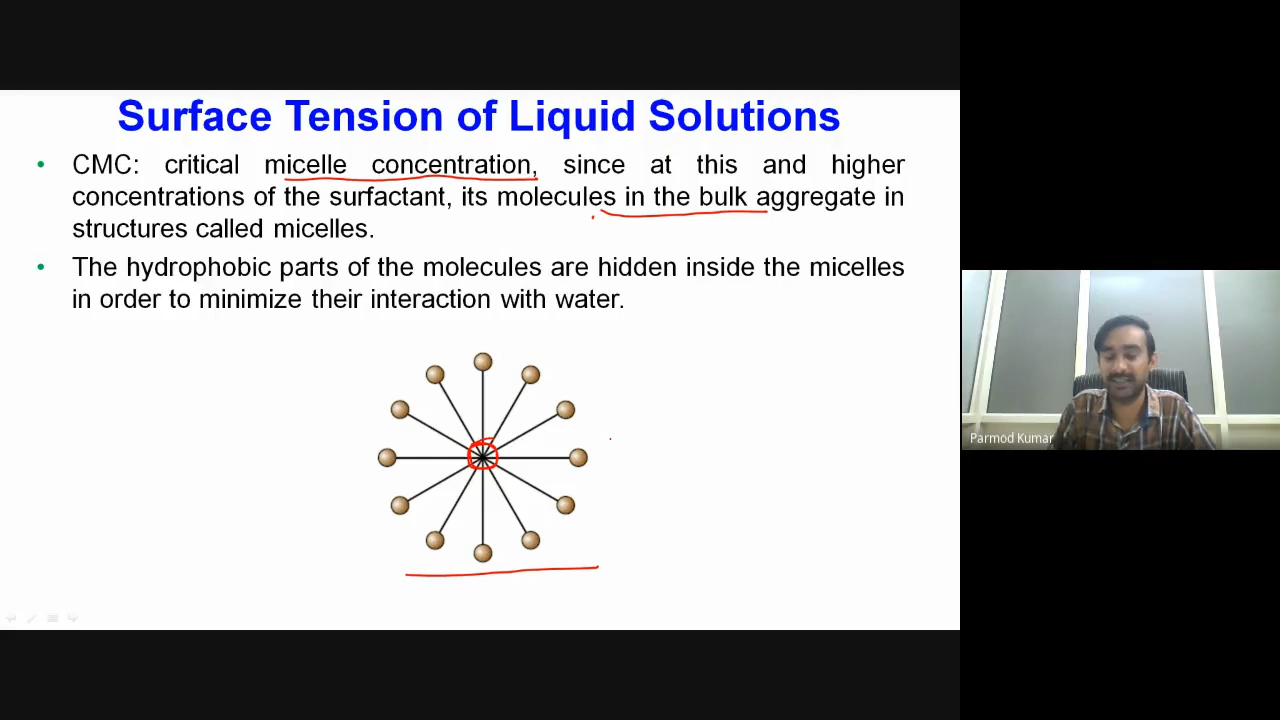 Surface Tension of Liquid Solutions
• CMC: critical micelle concentration, since at this and higher
concentrations of the surfactant, its molecules in the bulk aggregate in
structures called micelles.
• The hydrophobic parts of the molecules are hidden inside the micelles
in order to minimize their interaction with water.
Parmod Kumar